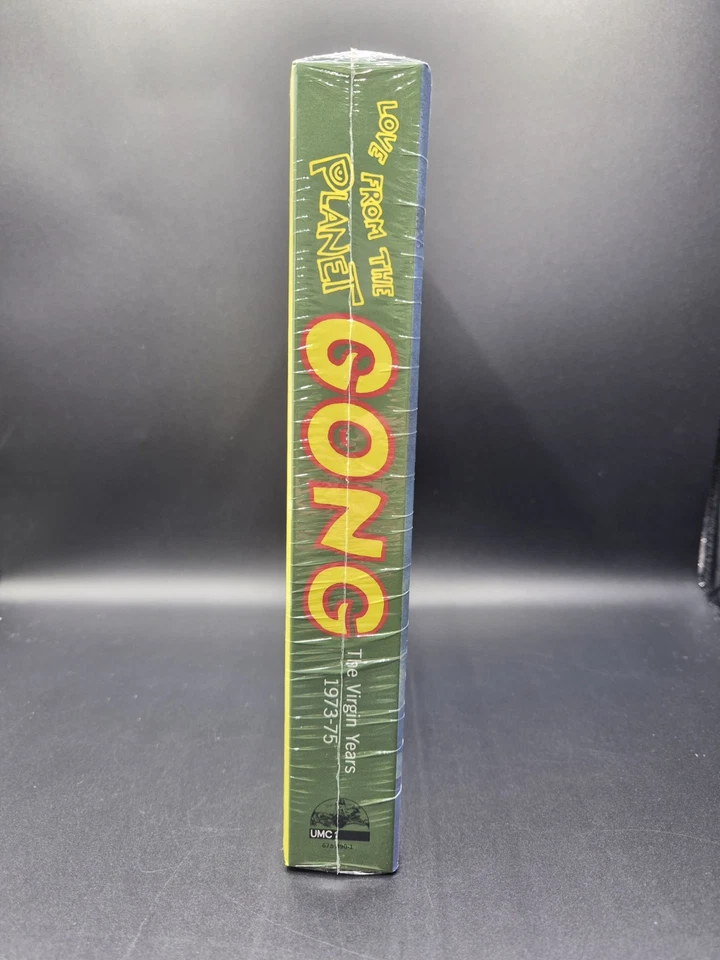 LOVE FROM THE
PLANET
GONG
The Virgin Years
1973-75
UMC